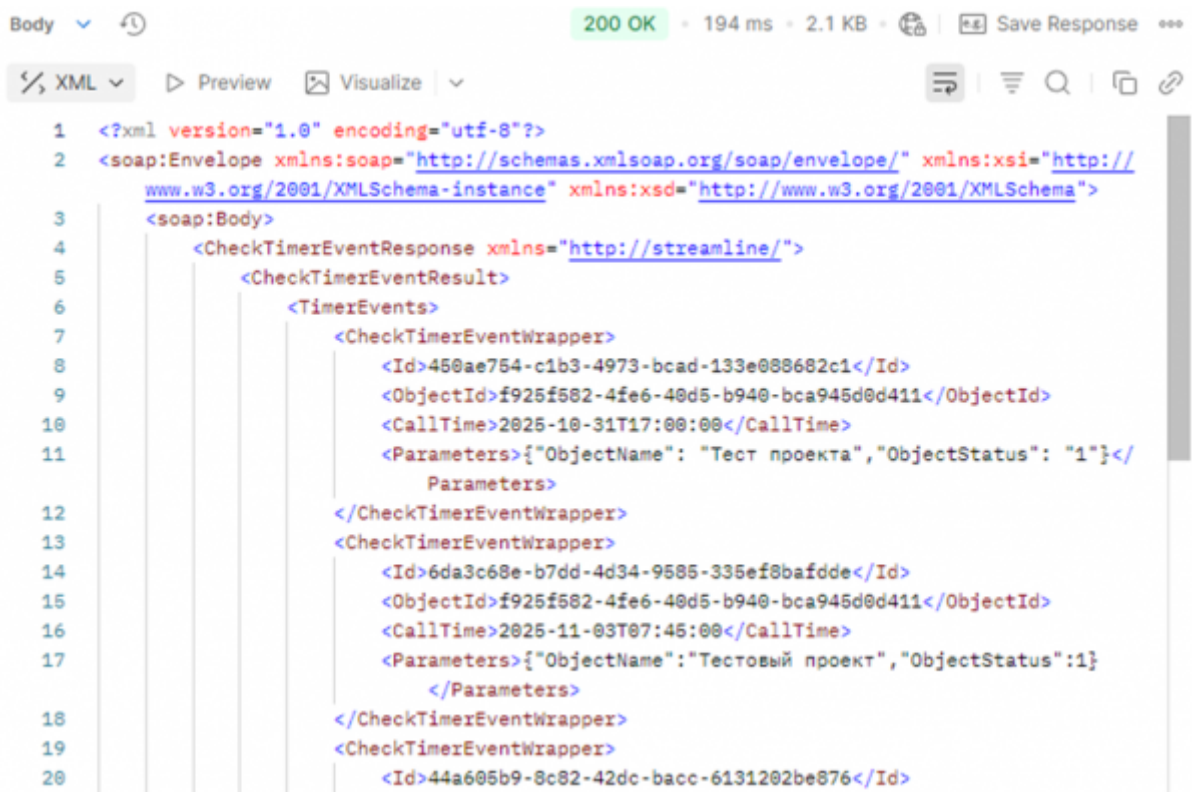 Body
200 OK • 194 ms • 2.1 KB • e.g. Save Response
XML Preview Visualize
1 <?xml version="1.0" encoding="utf-8"?>
2 <soap:Envelope xmlns:soap="http://schemas.xmlsoap.org/soap/envelope/" xmlns:xsi="http://
www.w3.org/2001/XMLSchema-instance" xmlns:xsd="http://www.w3.org/2001/XMLSchema">
3 <soap:Body>
4 <CheckTimerEventResponse xmlns="http://streamline/">
5 <CheckTimerEventResult>
6 <TimerEvents>
7 <CheckTimerEventWrapper>
8 <Id>450ae754-c1b3-4973-bcad-133e088682c1</Id>
9 <ObjectId>f925f582-4fe6-40d5-b940-bca945d0d411</ObjectId>
10 <CallTime>2025-10-31T17:00:00</CallTime>
11 <Parameters>{"ObjectName": "Тест проекта","ObjectStatus": "1"}</
Parameters>
12 </CheckTimerEventWrapper>
13 <CheckTimerEventWrapper>
14 <Id>6da3c68e-b7dd-4d34-9585-335ef8bafdde</Id>
15 <ObjectId>f925f582-4fe6-40d5-b940-bca945d0d411</ObjectId>
16 <CallTime>2025-11-03T07:45:00</CallTime>
17 <Parameters>{"ObjectName":"Тестовый проект","ObjectStatus":1}
</Parameters>
18 </CheckTimerEventWrapper>
19 <CheckTimerEventWrapper>
20 <Id>44a605b9-8c82-42dc-bacc-6131202be876</Id>